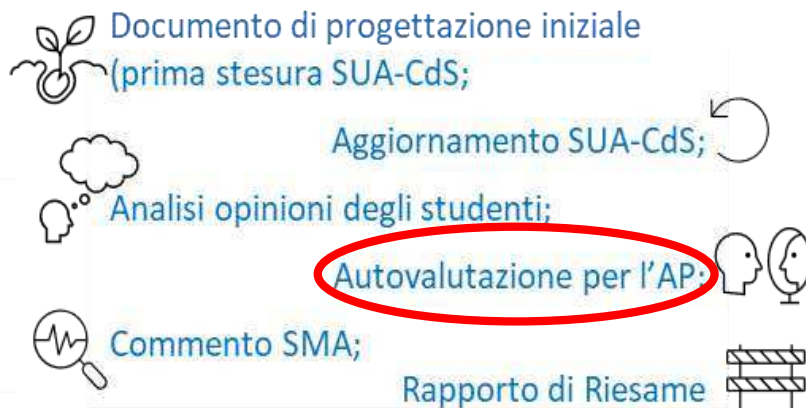 Documento di progettazione iniziale
(prima stesura SUA-CdS;
Aggiornamento SUA-CdS;
Analisi opinioni degli studenti;
Autovalutazione per l'AP;
Commento SMA;
Rapporto di Riesame